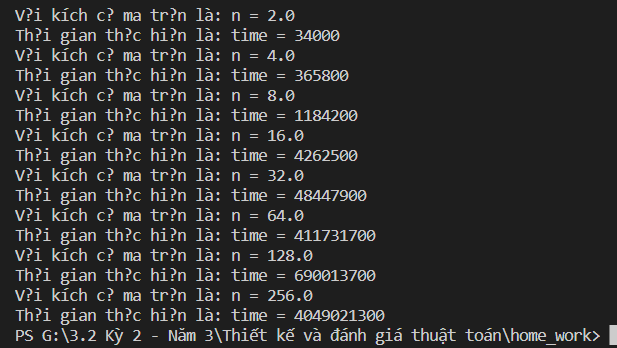 V?i kích c? ma tr?n là: n = 2.0
Th?i gian th?c hi?n là: time = 34000
V?i kích c? ma tr?n là: n = 4.0
Th?i gian th?c hi?n là: time = 365800
V?i kích c? ma tr?n là: n = 8.0
Th?i gian th?c hi?n là: time = 1184200
V?i kích c? ma tr?n là: n = 16.0
Th?i gian th?c hi?n là: time = 4262500
V?i kích c? ma tr?n là: n = 32.0
Th?i gian th?c hi?n là: time = 48447900
V?i kích c? ma tr?n là: n = 64.0
Th?i gian th?c hi?n là: time = 411731700
V?i kích c? ma tr?n là: n = 128.0
Th?i gian th?c hi?n là: time = 690013700
V?i kích c? ma tr?n là: n = 256.0
Th?i gian th?c hi?n là: time = 4049021300
PS G:\3.2 Kỳ 2 - Năm 3\Thiết kế và đánh giá thuật toán\home_work>